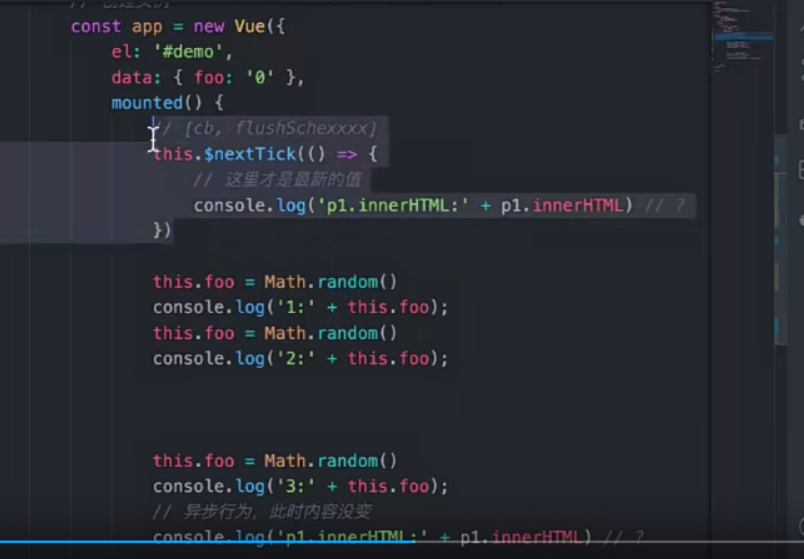 const app = new Vue({
el: '#demo',
data: { foo: '0' },
mounted() {
// [cb, flushSchexxxx]
this.$nextTick(() => {
// 这里才是最新的值
console.log('p1.innerHTML:' + p1.innerHTML) // ?
})
this.foo = Math.random()
console.log('1:' + this.foo);
this.foo = Math.random()
console.log('2:' + this.foo);
this.foo = Math.random()
console.log('3:' + this.foo);
// 异步行为，此时内容没变
console.log('p1.innerHTML:' + p1.innerHTML) // ?